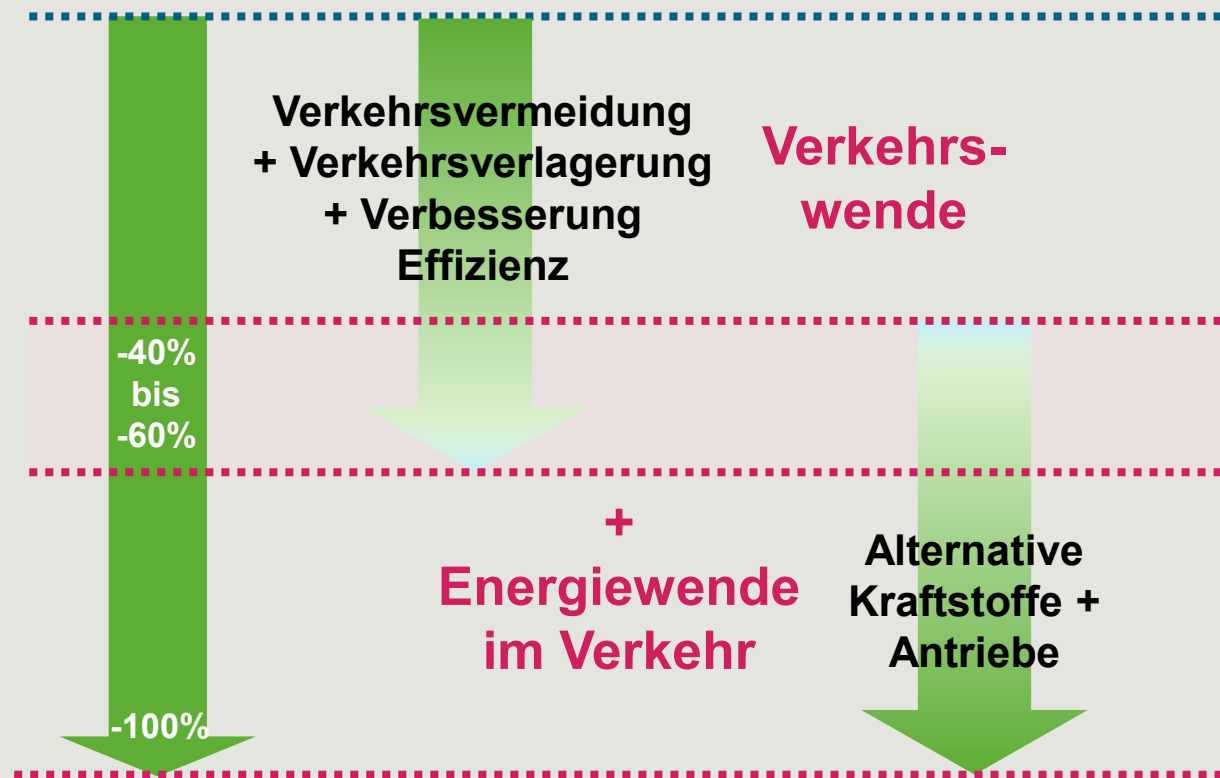 Verkehrsvermeidung
+ Verkehrsverlagerung
+ Verbesserung
Effizienz
Verkehrs-
wende
-40%
bis
-60%
+
Energiewende
im Verkehr
Alternative
Kraftstoffe +
Antriebe
-100%